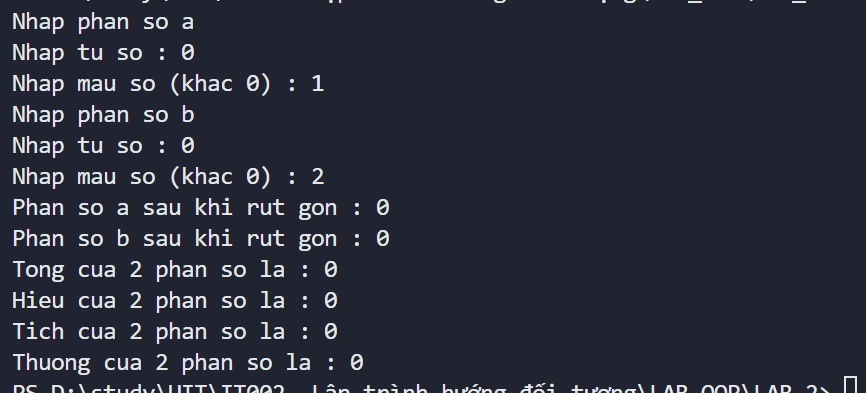 Nhap phan so a
Nhap tu so : 0
Nhap mau so (khac 0) : 1
Nhap phan so b
Nhap tu so : 0
Nhap mau so (khac 0) : 2
Phan so a sau khi rut gon : 0
Phan so b sau khi rut gon : 0
Tong cua 2 phan so la : 0
Hieu cua 2 phan so la : 0
Tich cua 2 phan so la : 0
Thuong cua 2 phan so la : 0
PS D:\study\UIT\IT002 Lập trình hướng đối tượng\LAB OOP\LAB 2>